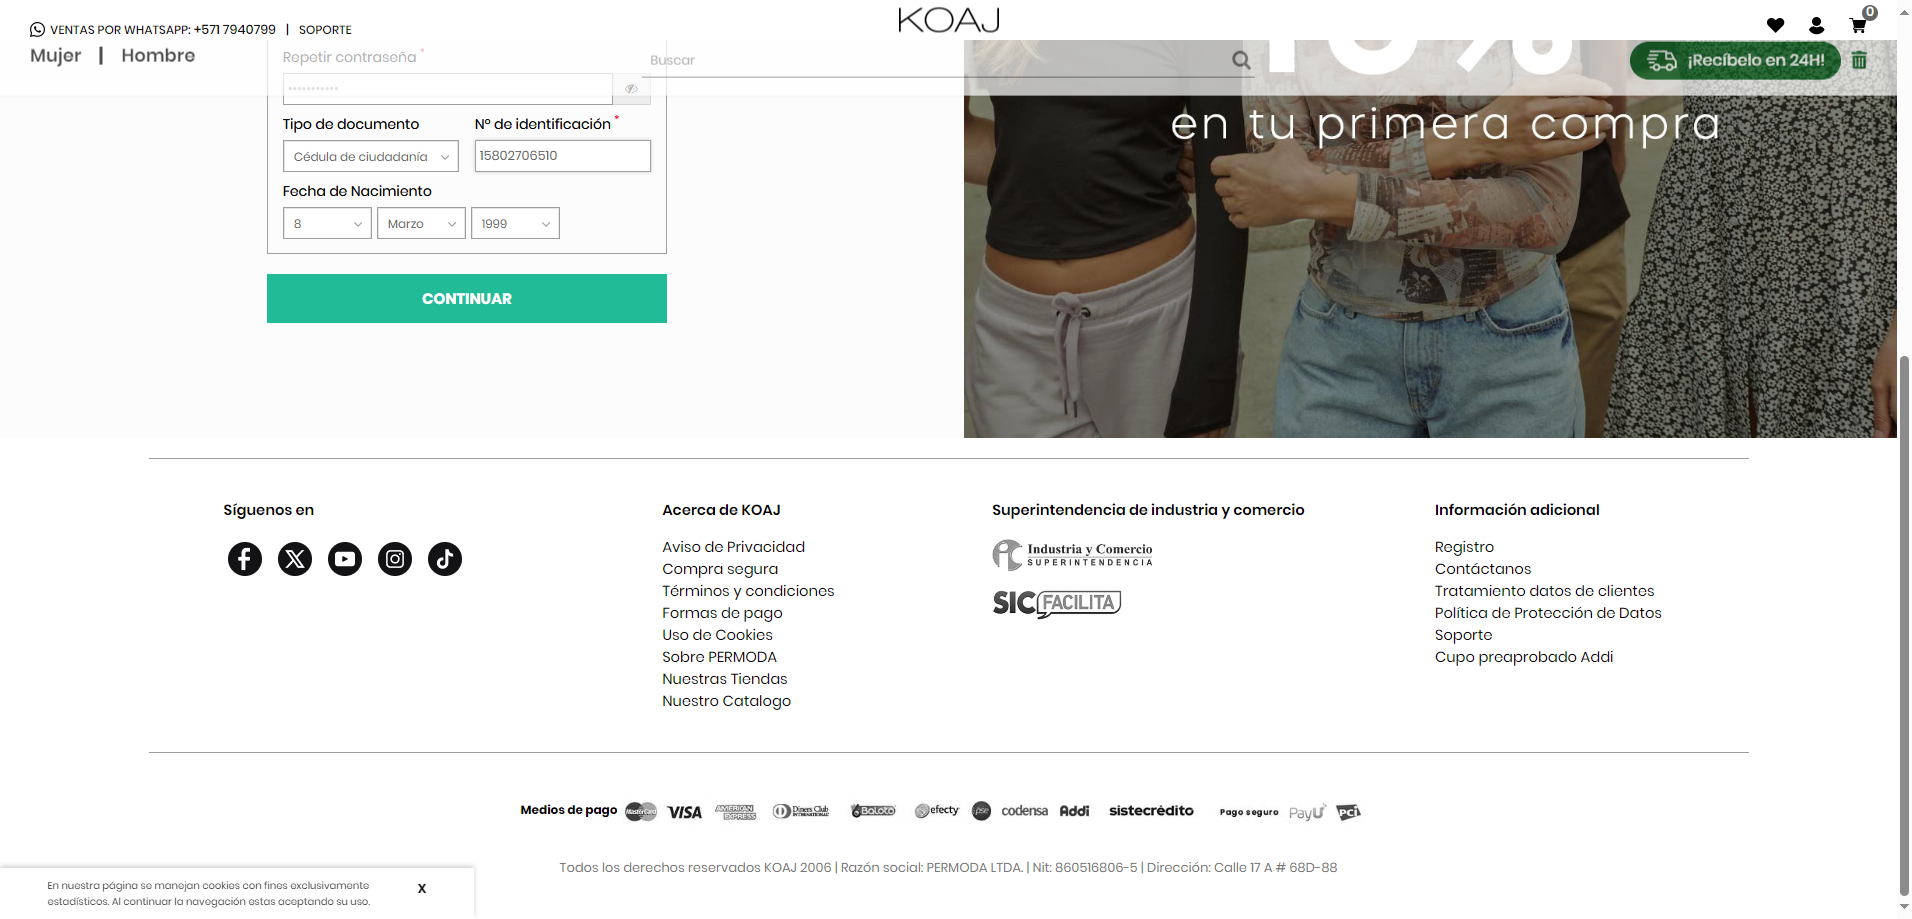 VENTAS POR WHATSAPP: +571 7940799 | SOPORTE
KOAJ
0
Mujer | Hombre
Buscar
¡Recíbelo en 24H!
Repetir contraseña *
•••••••••••
Tipo de documento
Nº de identificación *
Cédula de ciudadanía
15802706510
Fecha de Nacimiento
8
Marzo
1999
CONTINUAR
10%
en tu primera compra
Síguenos en
Acerca de KOAJ
Aviso de Privacidad
Compra segura
Términos y condiciones
Formas de pago
Uso de Cookies
Sobre PERMODA
Nuestras Tiendas
Nuestro Catalogo
Superintendencia de industria y comercio
Industria y Comercio
SUPERINTENDENCIA
SIC FACILITA
Información adicional
Registro
Contáctanos
Tratamiento datos de clientes
Política de Protección de Datos
Soporte
Cupo preaprobado Addi
Medios de pago
MasterCard
VISA
AMERICAN EXPRESS
Diners Club INTERNATIONAL
BALOTO
efecty
pse
codensa
Addi
sistecrédito
Pago seguro
PayU
PCI
Todos los derechos reservados KOAJ 2006 | Razón social: PERMODA LTDA. | Nit: 860516806-5 | Dirección: Calle 17 A # 68D-88
En nuestra página se manejan cookies con fines exclusivamente
estadísticos. Al continuar la navegación estas aceptando su uso.
X